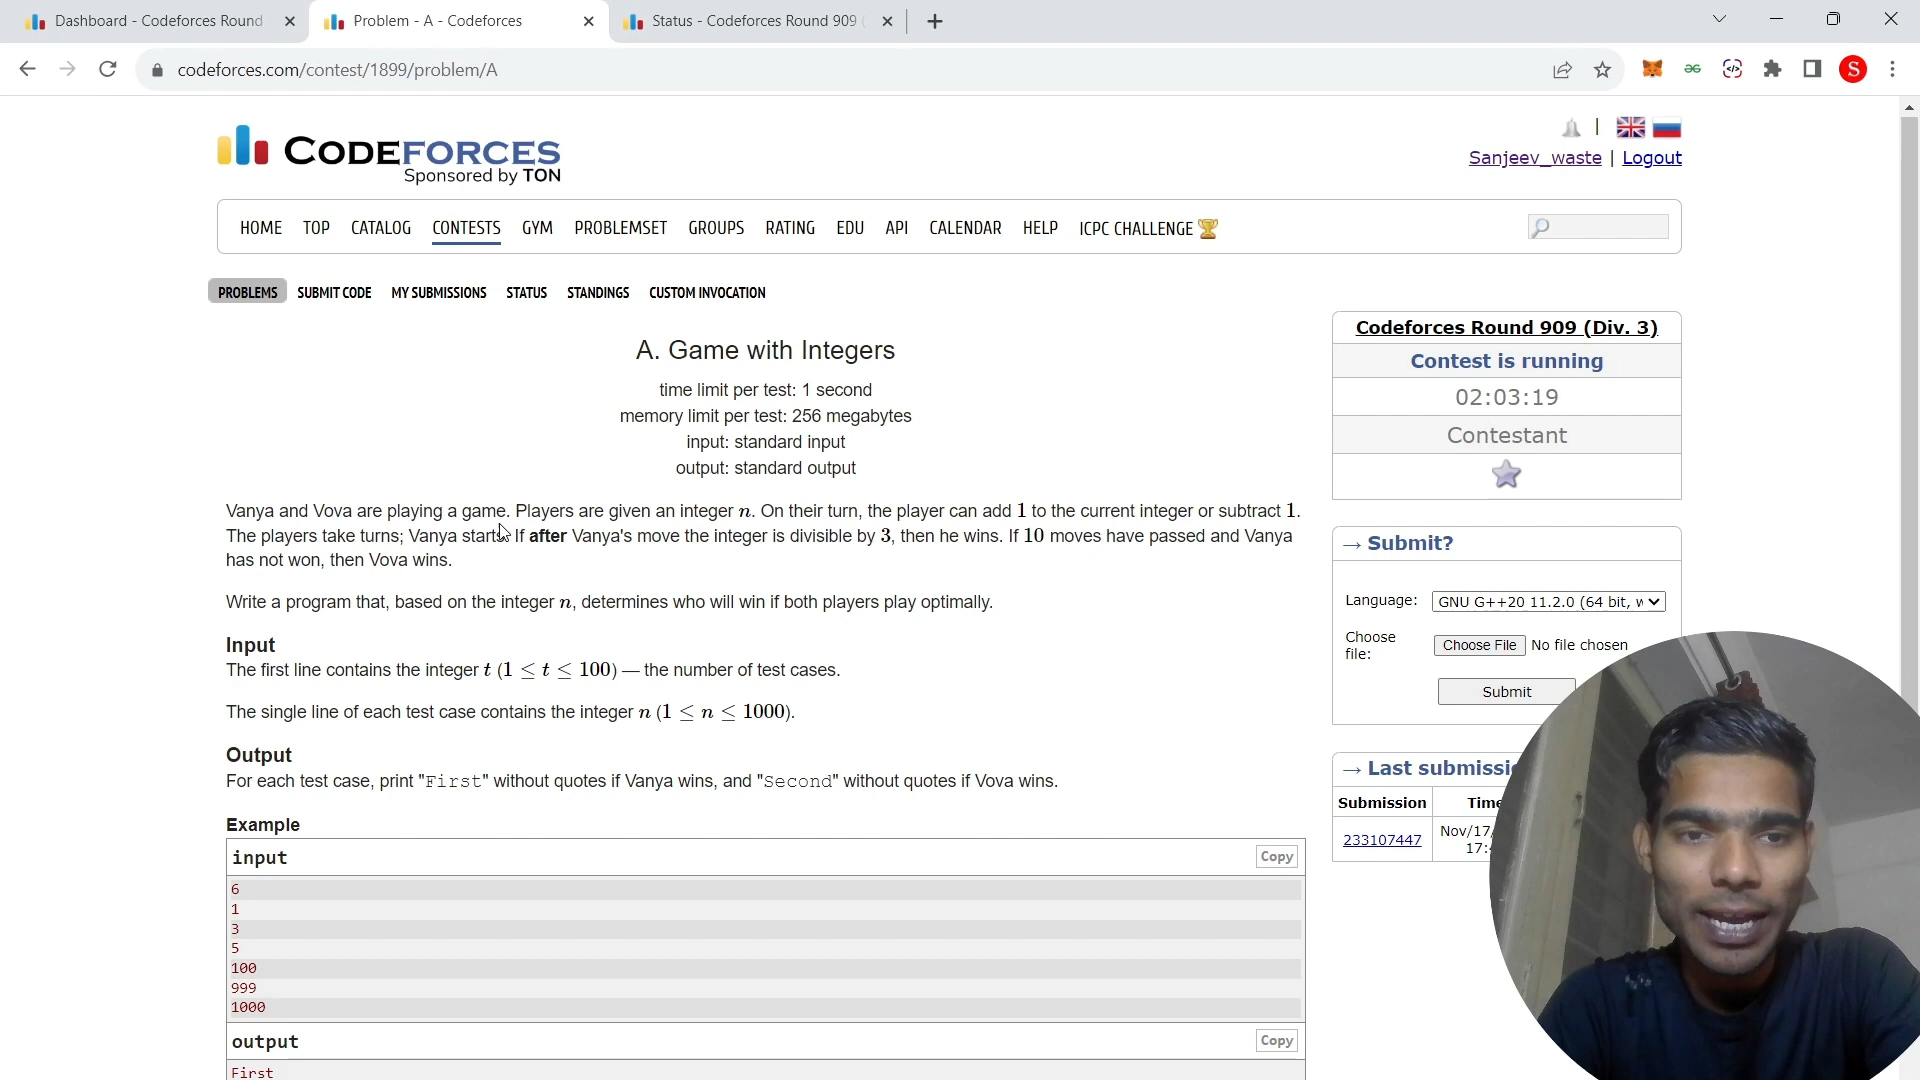 Dashboard - Codeforces Round
Problem - A - Codeforces
Status - Codeforces Round 909 (
codeforces.com/contest/1899/problem/A
S
CODEFORCES
Sponsored by TON
Sanjeev_waste | Logout
HOME TOP CATALOG CONTESTS GYM PROBLEMSET GROUPS RATING EDU API CALENDAR HELP ICPC CHALLENGE
PROBLEMS SUBMIT CODE MY SUBMISSIONS STATUS STANDINGS CUSTOM INVOCATION
A. Game with Integers
time limit per test: 1 second
memory limit per test: 256 megabytes
input: standard input
output: standard output
Vanya and Vova are playing a game. Players are given an integer n. On their turn, the player can add 1 to the current integer or subtract 1.
The players take turns; Vanya starts. If after Vanya's move the integer is divisible by 3, then he wins. If 10 moves have passed and Vanya
has not won, then Vova wins.
Write a program that, based on the integer n, determines who will win if both players play optimally.
Input
The first line contains the integer t (1 ≤ t ≤ 100) — the number of test cases.
The single line of each test case contains the integer n (1 ≤ n ≤ 1000).
Output
For each test case, print "First" without quotes if Vanya wins, and "Second" without quotes if Vova wins.
Example
input
Copy
6
1
3
5
100
999
1000
output
Copy
First
Codeforces Round 909 (Div. 3)
Contest is running
02:03:19
Contestant
→ Submit?
Language: GNU G++20 11.2.0 (64 bit, w
Choose
file:
Choose File No file chosen
Submit
→ Last submissi
Submission Time
233107447
Nov/17/
17: